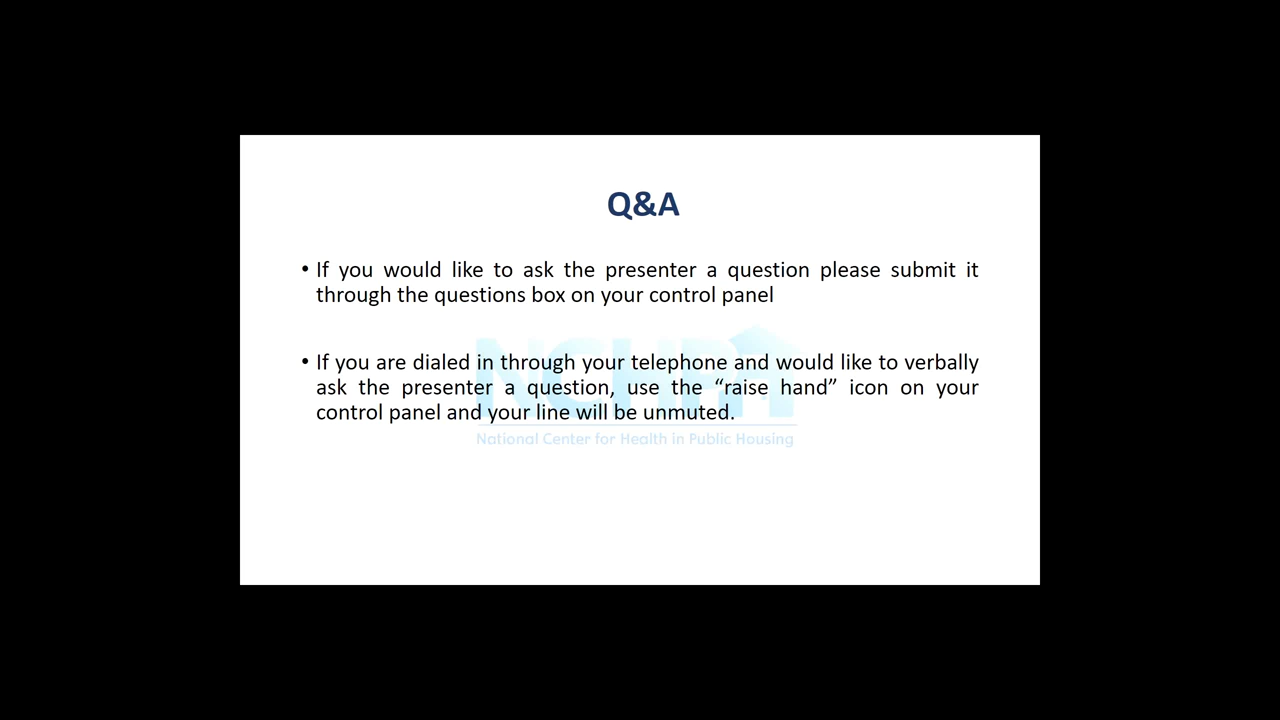 Q&A
• If you would like to ask the presenter a question please submit it
through the questions box on your control panel
• If you are dialed in through your telephone and would like to verbally
ask the presenter a question, use the “raise hand” icon on your
control panel and your line will be unmuted.
NCHPH
National Center for Health in Public Housing